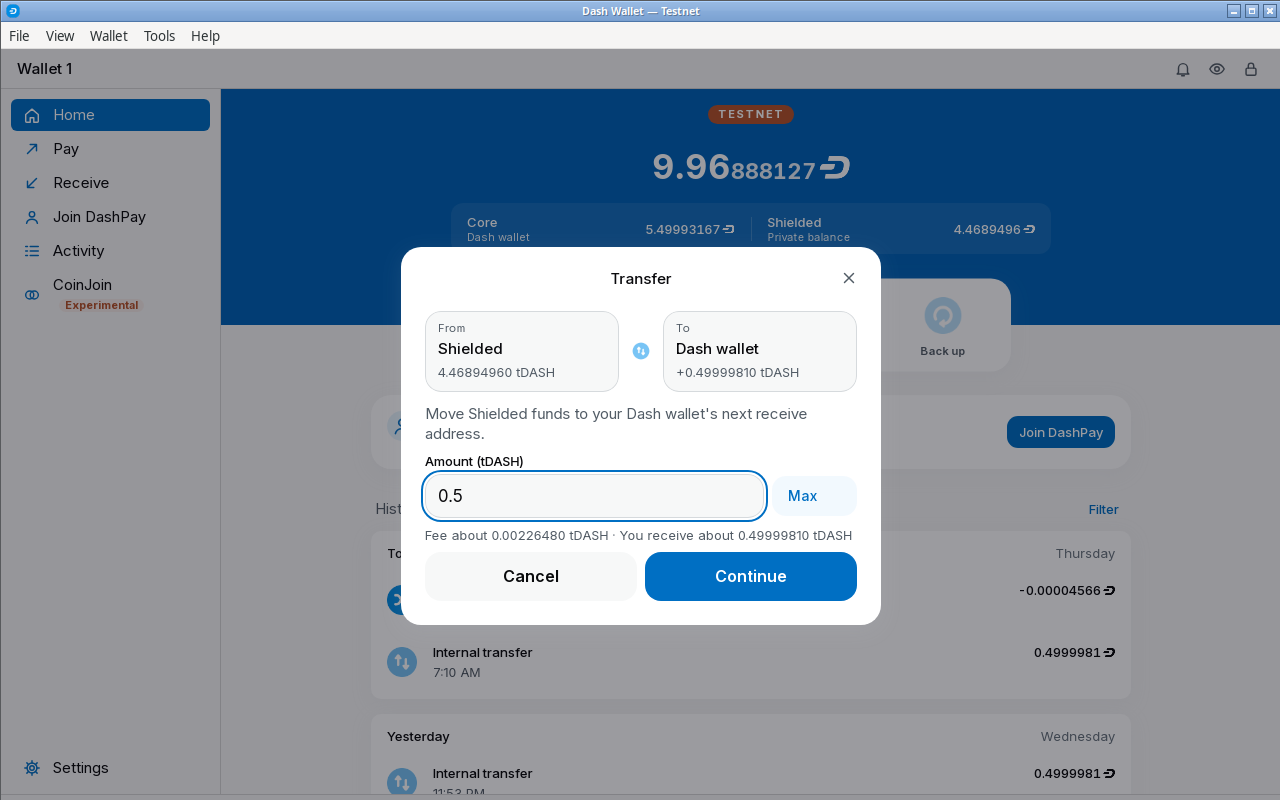 Dash Wallet — Testnet
File View Wallet Tools Help
Wallet 1
Home
Pay
Receive
Join DashPay
Activity
CoinJoin
Experimental
Settings
TESTNET
9.96888127
Core
Dash wallet
5.49993167
Shielded
Private balance
4.4689496
Back up
Join DashPay
Transfer
From
Shielded
4.46894960 tDASH
To
Dash wallet
+0.49999810 tDASH
Move Shielded funds to your Dash wallet's next receive
address.
Amount (tDASH)
0.5
Max
Fee about 0.00226480 tDASH · You receive about 0.49999810 tDASH
Cancel
Continue
Filter
Thursday
-0.00004566
Internal transfer
7:10 AM
0.4999981
Yesterday
Wednesday
Internal transfer
0.4999981
11:53 PM